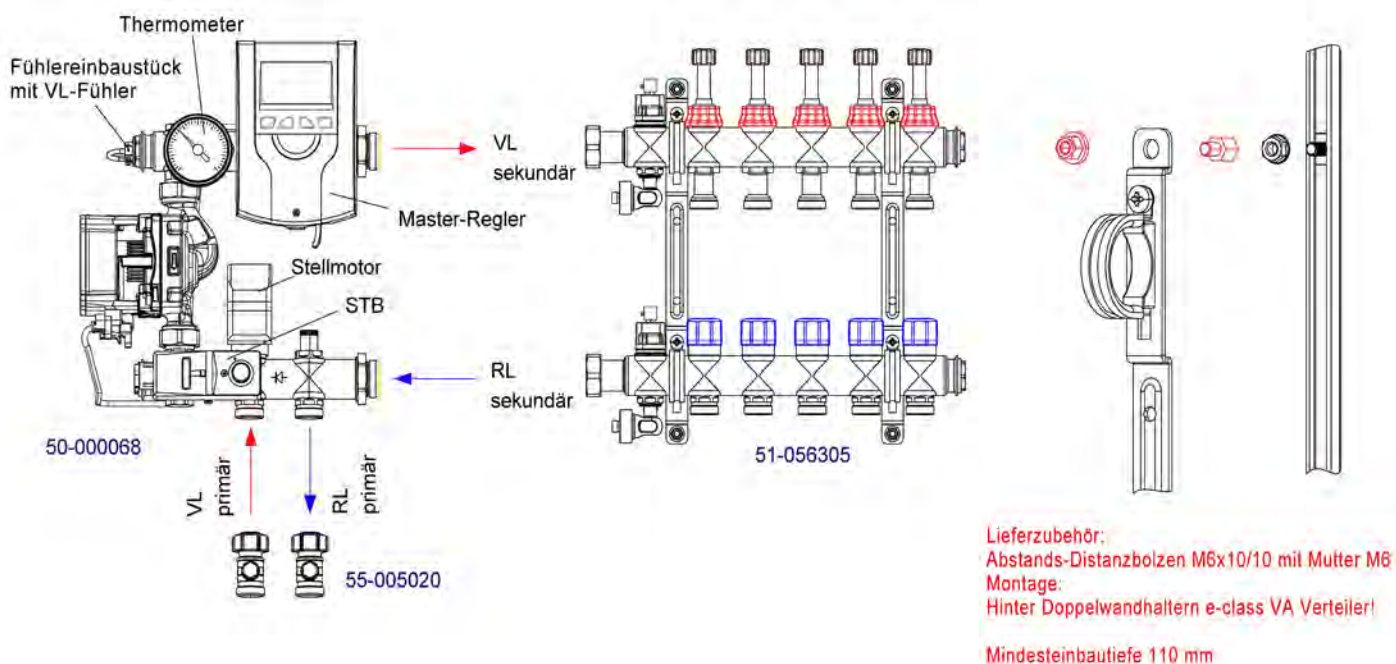 Thermometer
Fühlereinbaustück
mit VL-Fühler
VL
sekundär
Master-Regler
Stellmotor
STB
RL
sekundär
50-000068
VL
primär
RL
primär
55-005020
51-056305
Lieferzubehör:
Abstands-Distanzbolzen M6x10/10 mit Mutter M6
Montage:
Hinter Doppelwandhaltern e-class VA Verteiler!
Mindesteinbautiefe 110 mm